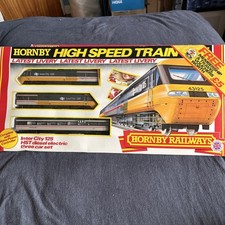 HORNBY HIGH SPEED TRAIN
LATEST LIVERY LATEST LIVERY LATEST LIVERY
FREE
43125
HORNBY RAILWAYS
Inter City 125
HST diesel electric
three car set